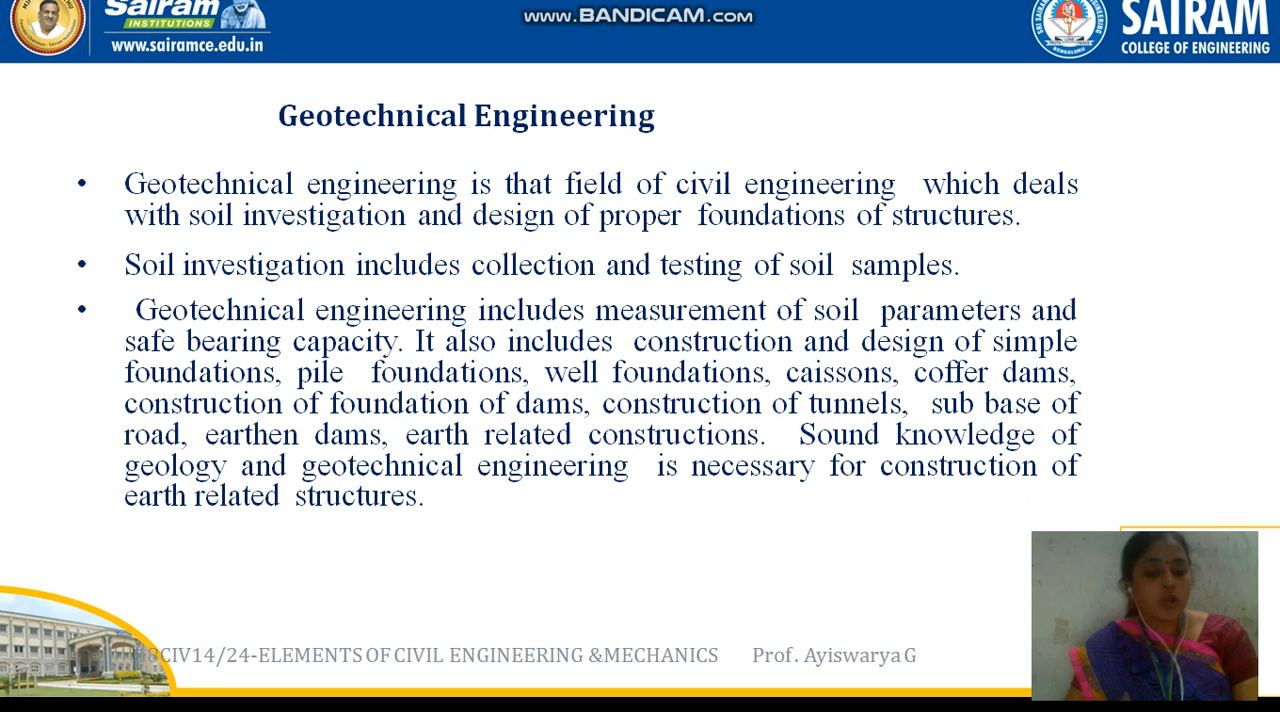 Sairam
INSTITUTIONS
www.sairamce.edu.in
www.BANDICAM.com
SAIRAM
COLLEGE OF ENGINEERING
Geotechnical Engineering
• Geotechnical engineering is that field of civil engineering which deals
with soil investigation and design of proper foundations of structures.
• Soil investigation includes collection and testing of soil samples.
• Geotechnical engineering includes measurement of soil parameters and
safe bearing capacity. It also includes construction and design of simple
foundations, pile foundations, well foundations, caissons, coffer dams,
construction of foundation of dams, construction of tunnels, sub base of
road, earthen dams, earth related constructions. Sound knowledge of
geology and geotechnical engineering is necessary for construction of
earth related structures.
8CIV14/24-ELEMENTS OF CIVIL ENGINEERING &MECHANICS Prof. Ayiswarya G